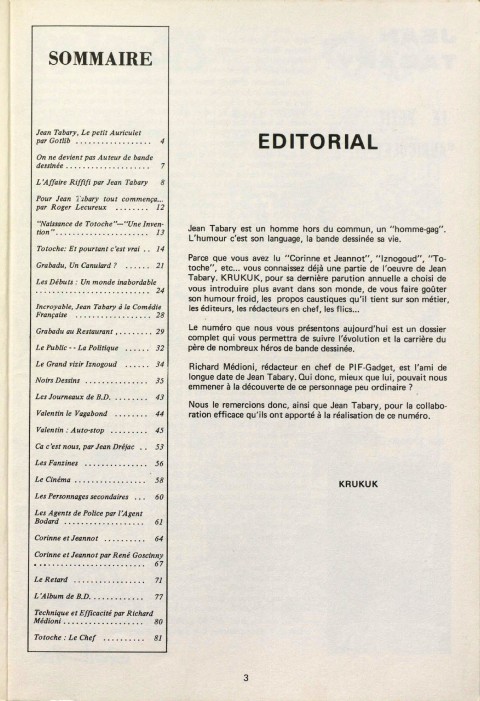 SOMMAIRE
Jean Tabary, Le petit Auriculet
par Gotlib .................. 4
On ne devient pas Auteur de bande
dessinée .................... 7
L'Affaire Riffifi par Jean Tabary 8
Pour Jean Tabary tout commença...
par Roger Lecureux ........ 12
"Naissance de Totoche"—"Une Inven-
tion" ...................... 13
Totoche: Et pourtant c'est vrai .. 14
Grabadu, Un Canulard ? ...... 21
Les Débuts : Un monde inabordable
........................... 24
Incroyable, Jean Tabary à la Comédie
Française .................. 28
Grabadu au Restaurant ,....... 29
Le Public -- La Politique ...... 32
Le Grand vizir Iznogoud ..... 34
Noirs Dessins ............... 35
Les Journeaux de B.D. ....... 43
Valentin le Vagabond ........ 44
Valentin : Auto-stop ......... 45
Ca c'est nous, par Jean Dréjac .. 53
Les Fanzines ............... 56
Le Cinéma ................. 58
Les Personnages secondaires ... 60
Les Agents de Police par l'Agent
Bodard .................... 61
Corinne et Jeannot .......... 64
Corinne et Jeannot par René Goscinny
........................... 67
Le Retard ................. 71
L'Album de B.D. ............ 77
Technique et Efficacité par Richard
Médioni .................... 80
Totoche : Le Chef .......... 81
EDITORIAL
Jean Tabary est un homme hors du commun, un "homme-gag".
L'humour c'est son language, la bande dessinée sa vie.
Parce que vous avez lu "Corinne et Jeannot", "Iznogoud", "To-
toche", etc... vous connaissez déjà une partie de l'oeuvre de Jean
Tabary. KRUKUK, pour sa dernière parution annuelle a choisi de
vous introduire plus avant dans son monde, de vous faire goûter
son humour froid, les propos caustiques qu'il tient sur son métier,
les éditeurs, les rédacteurs en chef, les flics...
Le numéro que nous vous présentons aujourd'hui est un dossier
complet qui vous permettra de suivre l'évolution et la carrière du
père de nombreux héros de bande dessinée.
Richard Médioni, rédacteur en chef de PIF-Gadget, est l'ami de
longue date de Jean Tabary. Qui donc, mieux que lui, pouvait nous
emmener à la découverte de ce personnage peu ordinaire ?
Nous le remercions donc, ainsi que Jean Tabary, pour la collabo-
ration efficace qu'ils ont apporté à la réalisation de ce numéro.
KRUKUK
3